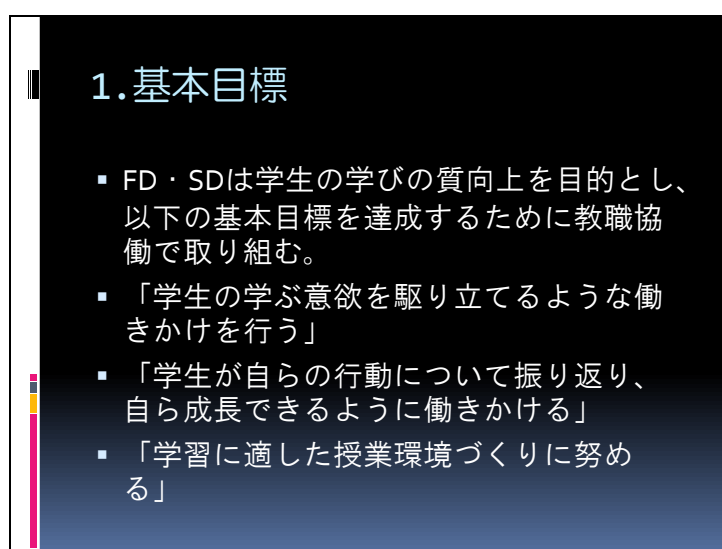 1.基本目標
▪ FD・SDは学生の学びの質向上を目的とし、
以下の基本目標を達成するために教職協
働で取り組む。
▪ 「学生の学ぶ意欲を駆り立てるような働
きかけを行う」
▪ 「学生が自らの行動について振り返り、
自ら成長できるように働きかける」
▪ 「学習に適した授業環境づくりに努め
る」